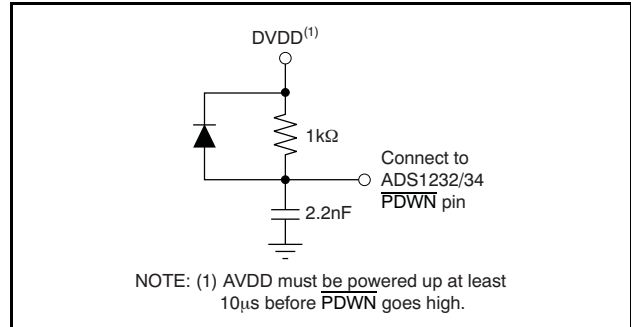 DVDD(1)
1kΩ
Connect to
ADS1232/34
PDWN pin
2.2nF
NOTE: (1) AVDD must be powered up at least
10μs before PDWN goes high.